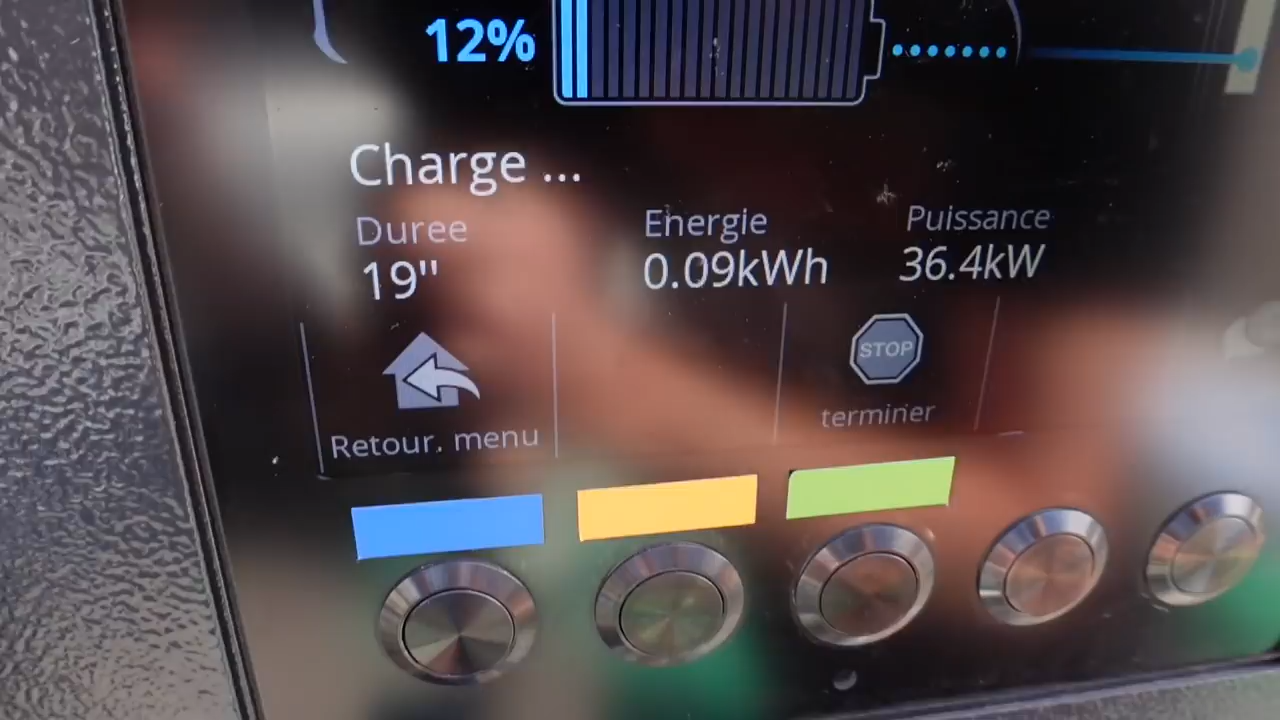 12%
Charge ...
Duree
Energie
Puissance
19"
0.09kWh
36.4kW
STOP
Retour. menu
terminer